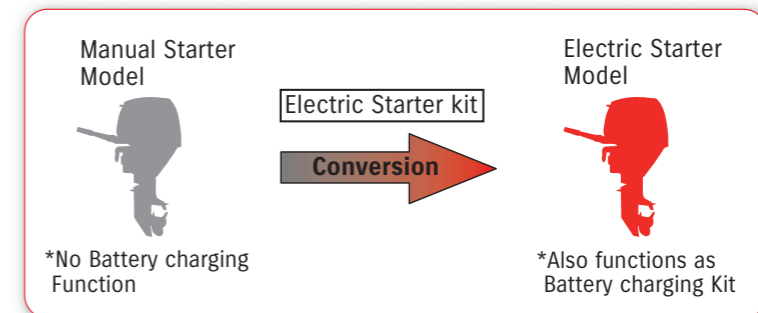 Manual Starter
Model
*No Battery charging
Function
Electric Starter kit
Conversion
Electric Starter
Model
*Also functions as
Battery charging Kit